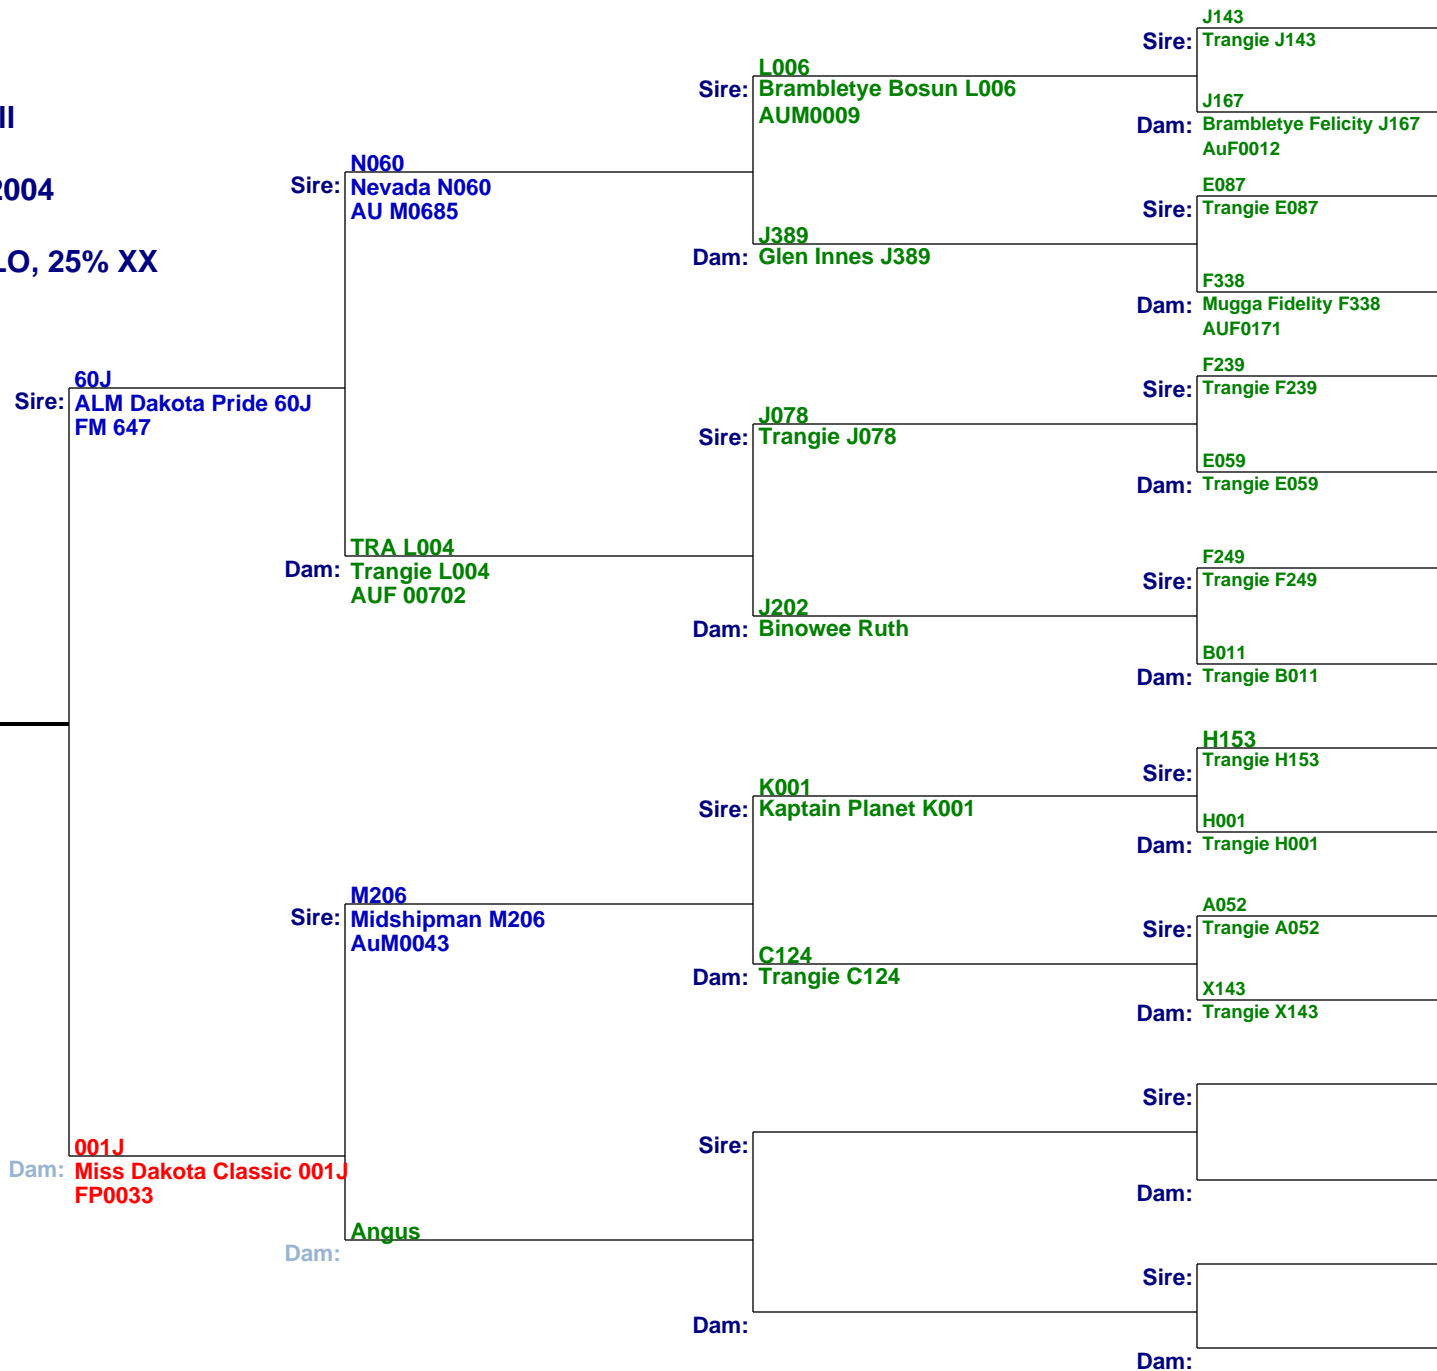 ll
2004
LO, 25% XX
60J
Sire: ALM Dakota Pride 60J
FM 647
001J
Dam: Miss Dakota Classic 001J
FP0033
N060
Sire: Nevada N060
AU M0685
TRA L004
Dam: Trangie L004
AUF 00702
M206
Sire: Midshipman M206
AuM0043
Angus
Dam:
L006
Sire: Brambletye Bosun L006
AUM0009
J389
Dam: Glen Innes J389
J078
Sire: Trangie J078
J202
Dam: Binowee Ruth
K001
Sire: Kaptain Planet K001
C124
Dam: Trangie C124
Sire:
Dam:
J143
Sire: Trangie J143
J167
Dam: Brambletye Felicity J167
AuF0012
E087
Sire: Trangie E087
F338
Dam: Mugga Fidelity F338
AUF0171
F239
Sire: Trangie F239
E059
Dam: Trangie E059
F249
Sire: Trangie F249
B011
Dam: Trangie B011
H153
Trangie H153
Sire:
H001
Dam: Trangie H001
A052
Sire: Trangie A052
X143
Dam: Trangie X143
Sire:
Dam:
Sire:
Dam: